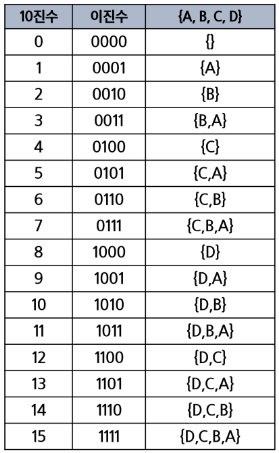 10진수 이진수 {A, B, C, D}
0 0000 {}
1 0001 {A}
2 0010 {B}
3 0011 {B,A}
4 0100 {C}
5 0101 {C,A}
6 0110 {C,B}
7 0111 {C,B,A}
8 1000 {D}
9 1001 {D,A}
10 1010 {D,B}
11 1011 {D,B,A}
12 1100 {D,C}
13 1101 {D,C,A}
14 1110 {D,C,B}
15 1111 {D,C,B,A}